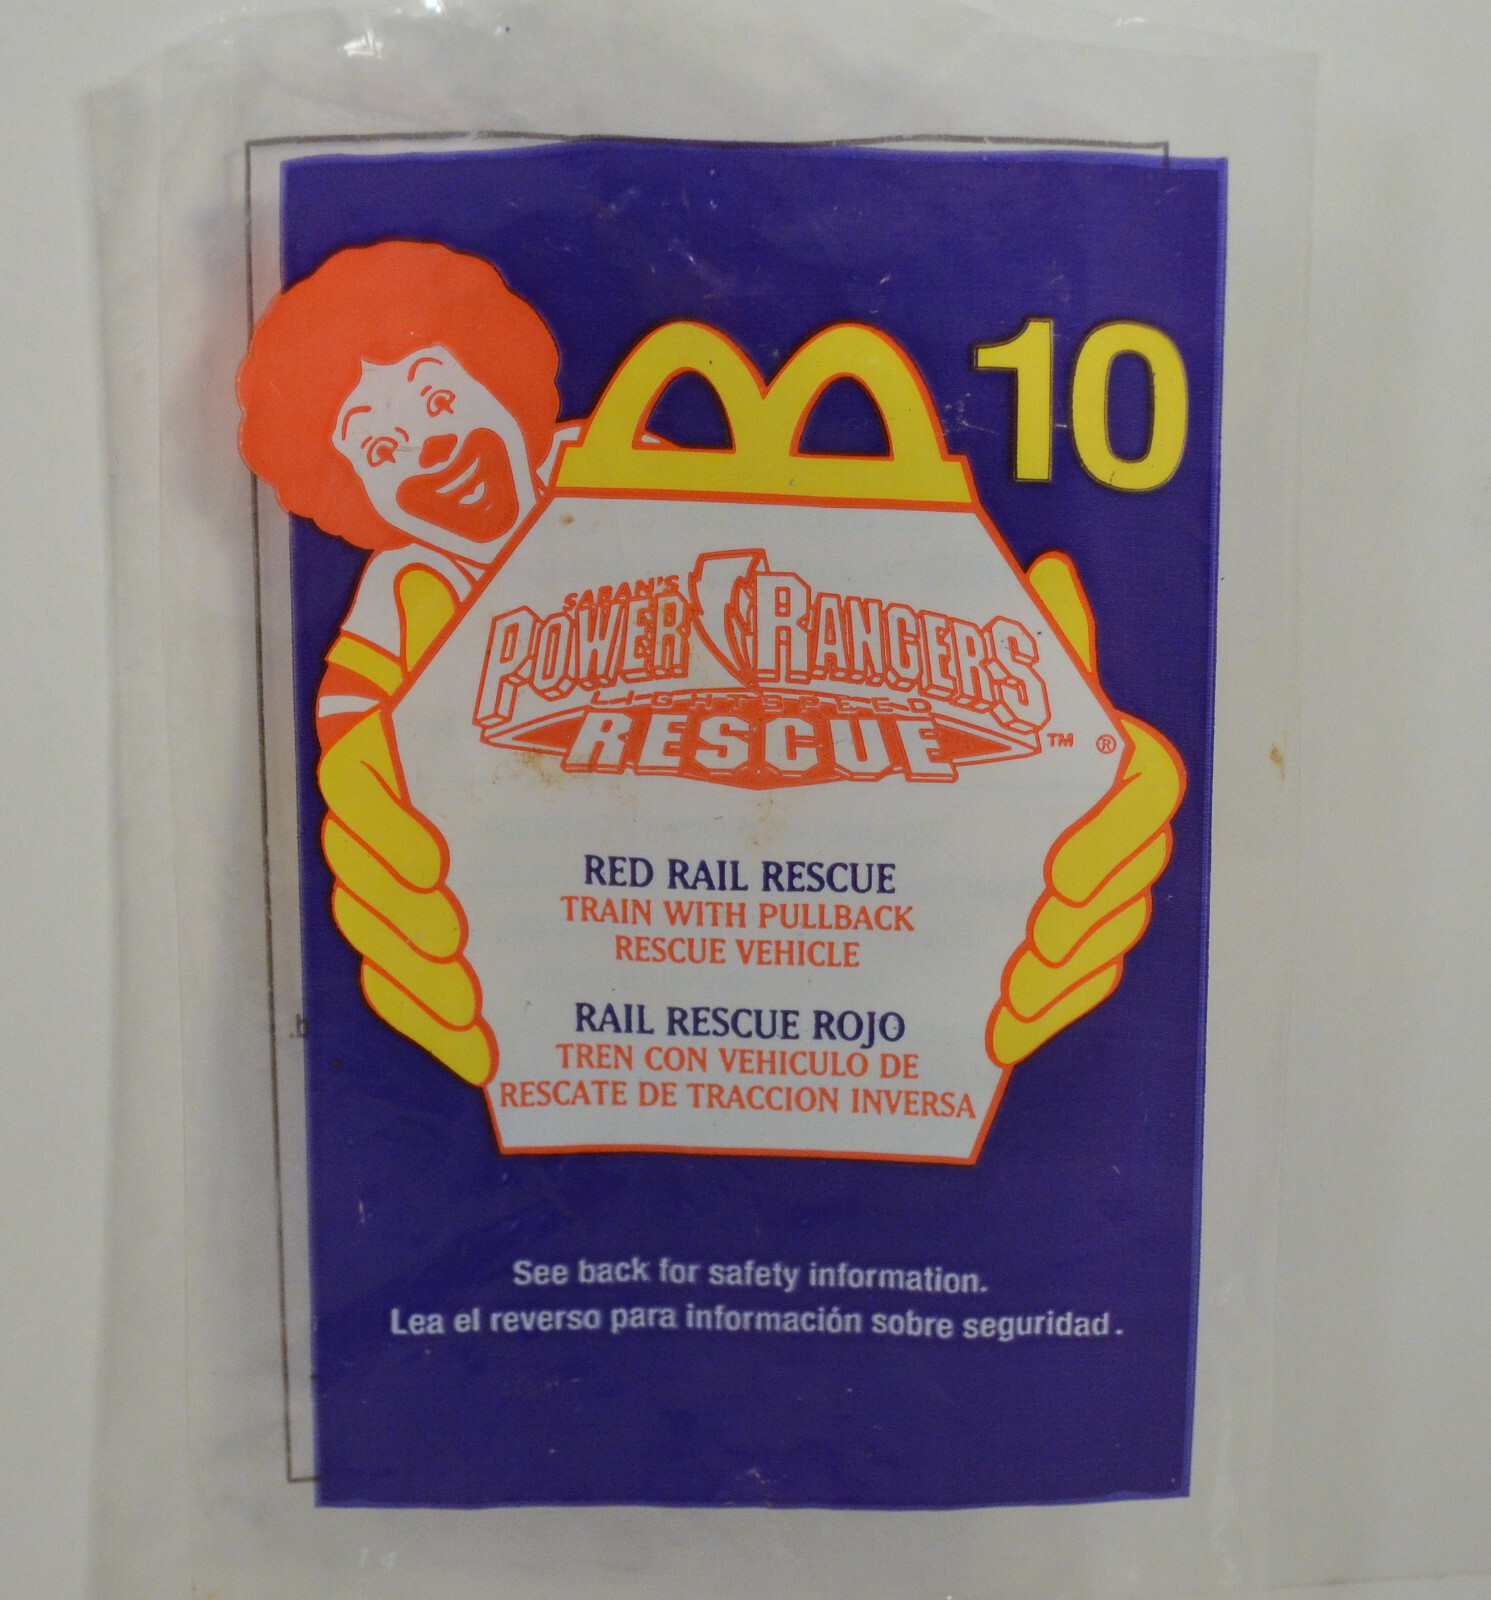 10
SABAN'S
POWER RANGERS
LIGHTSPEED
RESCUE
TM ®
RED RAIL RESCUE
TRAIN WITH PULLBACK
RESCUE VEHICLE
RAIL RESCUE ROJO
TREN CON VEHICULO DE
RESCATE DE TRACCION INVERSA
See back for safety information.
Lea el reverso para información sobre seguridad.